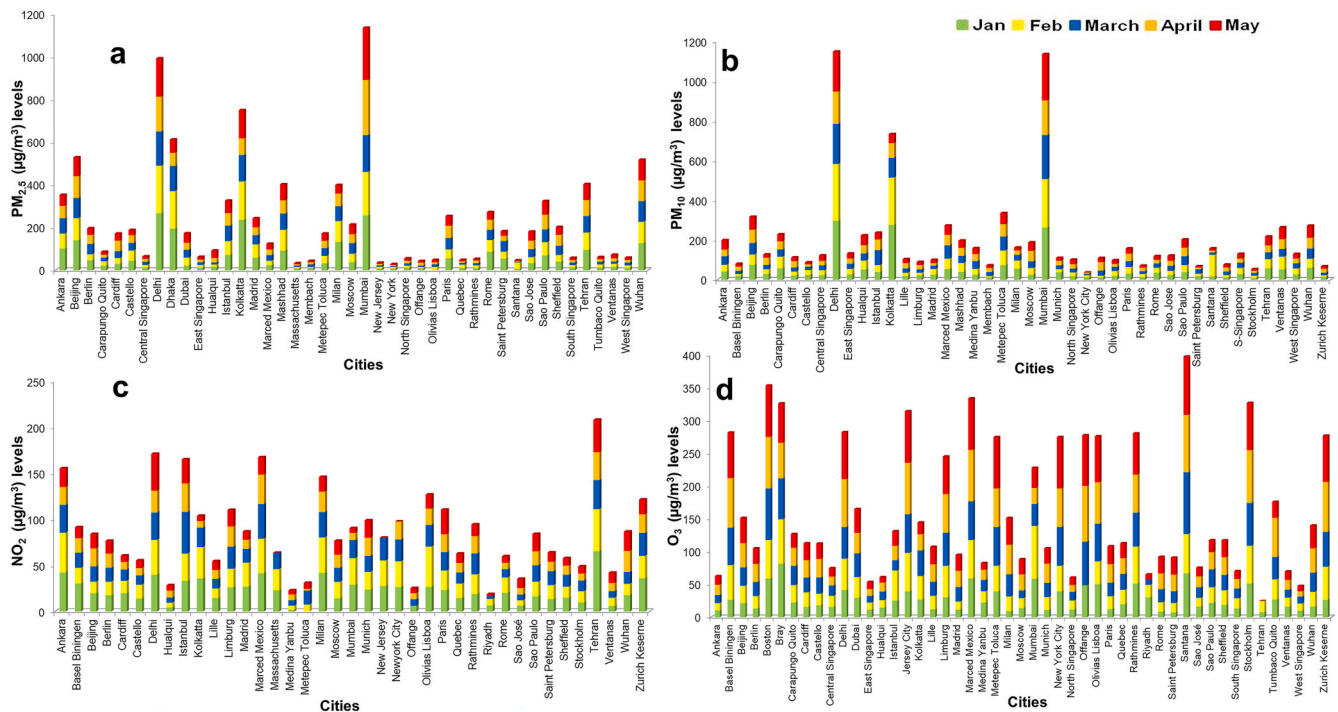 Jan Feb March April May
a
PM2.5 (µg/m³) levels
1200
1000
800
600
400
200
0
Ankara
Beijing
Berlin
Carapungo Quito
Cardiff
Castello
Central Singapore
Delhi
Dhaka
Dubai
East Singapore
Hualqui
Istanbul
Kolkatta
Madrid
Marced Mexico
Mashhad
Massachusetts
Membach
Metepec Toluca
Milan
Moscow
Mumbai
New Jersey
New York
North Singapore
Offange
Olivias Lisboa
Paris
Quebec
Rathmines
Rome
Saint Petersburg
Santana
Sao Jose
Sao Paulo
Sheffield
South Singapore
Tehran
Tumbaco Quito
Ventanas
West Singapore
Wuhan
Cities
b
PM10 (µg/m³) levels
1200
1000
800
600
400
200
0
Ankara
Basel Biningen
Beijing
Berlin
Carapungo Quito
Cardiff
Castello
Central Singapore
Delhi
East Singapore
Hualqui
Istanbul
Kolkatta
Lille
Limburg
Madrid
Marced Mexico
Mashad
Medina Yanbu
Membach
Metepec Toluca
Milan
Moscow
Mumbai
Munich
North Singapore
New York City
Offange
Olivias Lisboa
Paris
Rathmines
Rome
Sao Jose
Sao Paulo
Saint Petersburg
Santana
Sheffield
S-Singapore
Stockholm
Tehran
Ventanas
West Singapore
Wuhan
Zurich Keserne
Cities
c
NO2 (µg/m³) levels
250
200
150
100
50
0
Ankara
Basel Biningen
Beijing
Berlin
Cardiff
Castello
Delhi
Hualqui
Istanbul
Kolkatta
Lille
Limburg
Madrid
Marced Mexico
Massachusetts
Medina Yanbu
Metepec Toluca
Milan
Moscow
Mumbai
Munich
New Jersey
Newyork City
Offange
Olivias Lisboa
Paris
Quebec
Rathmines
Riyadh
Rome
Sao José
Sao Paulo
Saint Petersburg
Sheffield
Stockholm
Tehran
Ventanas
Wuhan
Zurich Keserne
Cities
d
O3 (µg/m³) levels
400
350
300
250
200
150
100
50
0
Ankara
Basel Biningen
Beijing
Berlin
Boston
Bray
Carapungo Quito
Cardiff
Castello
Central Singapore
Delhi
Dubai
East Singapore
Hualqui
Istanbul
Jersey City
Kolkata
Lille
Limburg
Madrid
Marced Mexico
Medina Yanbu
Metepec Toluca
Milan
Moscow
Mumbai
Munich
New York City
North Singapore
Offange
Olivias Lisboa
Paris
Quebec
Rathmines
Riyadh
Rome
Saint Petersburg
Santana
Sao José
Sao Paulo
Sheffield
South Singapore
Stockholm
Tehran
Tumbaco Quito
Ventanas
West Singapore
Wuhan
Zurich Keserne
Cities